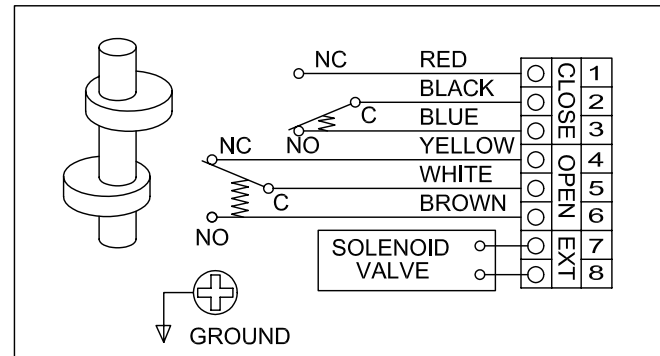 NC RED 1
BLACK 2
C BLUE CLOSE 3
NO
NC YELLOW 4
WHITE OPEN 5
C BROWN 6
NO
SOLENOID 7
VALVE EXT 8
GROUND